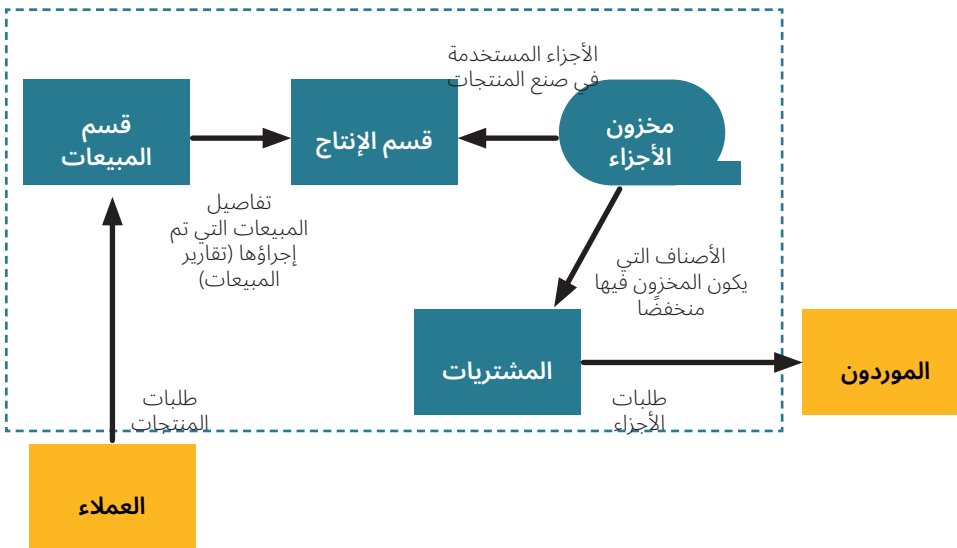 الأجزاء المستخدمة
في صنع المنتجات
مخزون
الأجزاء
قسم الإنتاج
قسم
المبيعات
تفاصيل
المبيعات التي تم
إجراؤها (تقارير
المبيعات)
الأصناف التي
يكون المخزون فيها
منخفضًا
المشتريات
الموردون
طلبات
الأجزاء
طلبات
المنتجات
العملاء